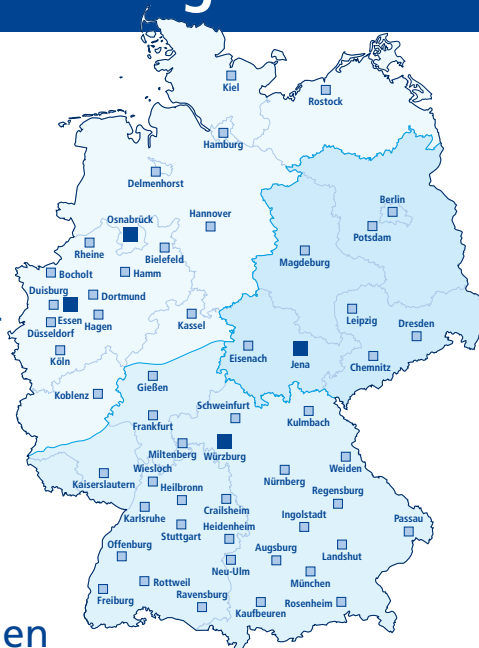 g
Kiel
Rostock
Hamburg
Delmenhorst
Berlin
Osnabrück
Hannover
Potsdam
Rheine
Bielefeld
Magdeburg
Bocholt
Hamm
Duisburg
Dortmund
Leipzig
Essen
Hagen
Kassel
Dresden
Düsseldorf
Eisenach
Jena
Köln
Chemnitz
Gießen
Koblenz
Schweinfurt
Kulmbach
Frankfurt
Miltenberg
Würzburg
Wiesloch
Weiden
Kaiserslautern
Heilbronn
Nürnberg
Regensburg
Crailsheim
Karlsruhe
Ingolstadt
Passau
Heidenheim
Stuttgart
Offenburg
Augsburg
Landshut
Neu-Ulm
Rottweil
München
Ravensburg
Freiburg
Kaufbeuren
Rosenheim
en